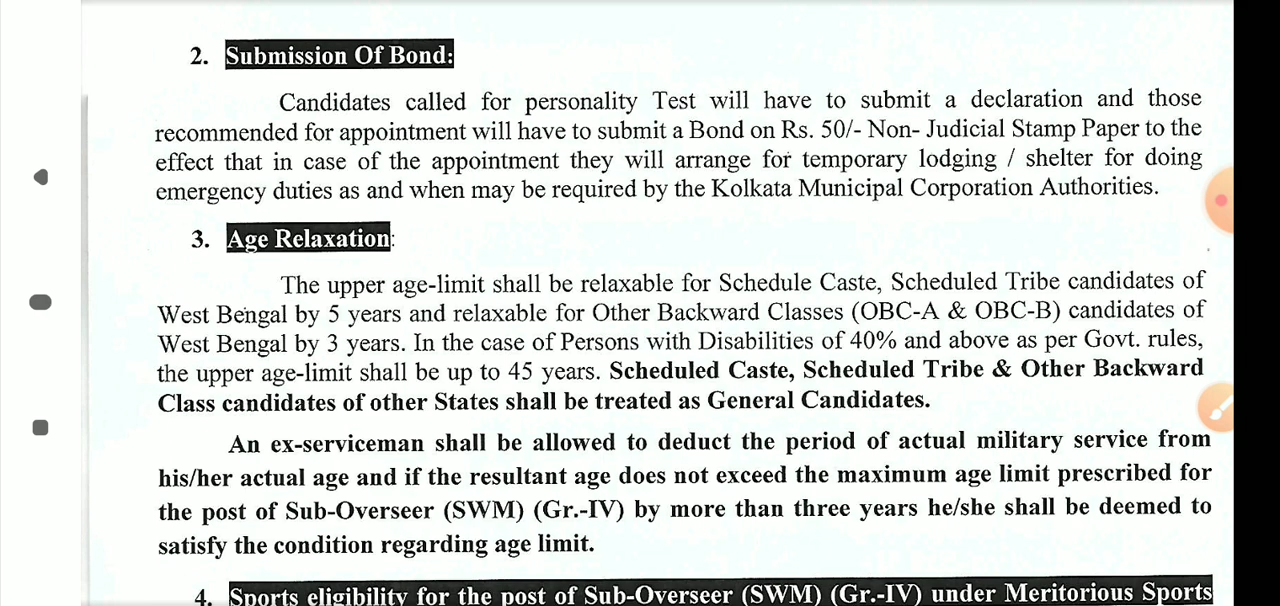 2. Submission Of Bond:
Candidates called for personality Test will have to submit a declaration and those
recommended for appointment will have to submit a Bond on Rs. 50/- Non- Judicial Stamp Paper to the
effect that in case of the appointment they will arrange for temporary lodging / shelter for doing
emergency duties as and when may be required by the Kolkata Municipal Corporation Authorities.
3. Age Relaxation:
The upper age-limit shall be relaxable for Schedule Caste, Scheduled Tribe candidates of
West Bengal by 5 years and relaxable for Other Backward Classes (OBC-A & OBC-B) candidates of
West Bengal by 3 years. In the case of Persons with Disabilities of 40% and above as per Govt. rules,
the upper age-limit shall be up to 45 years. Scheduled Caste, Scheduled Tribe & Other Backward
Class candidates of other States shall be treated as General Candidates.
An ex-serviceman shall be allowed to deduct the period of actual military service from
his/her actual age and if the resultant age does not exceed the maximum age limit prescribed for
the post of Sub-Overseer (SWM) (Gr.-IV) by more than three years he/she shall be deemed to
satisfy the condition regarding age limit.
4. Sports eligibility for the post of Sub-Overseer (SWM) (Gr.-IV) under Meritorious Sports